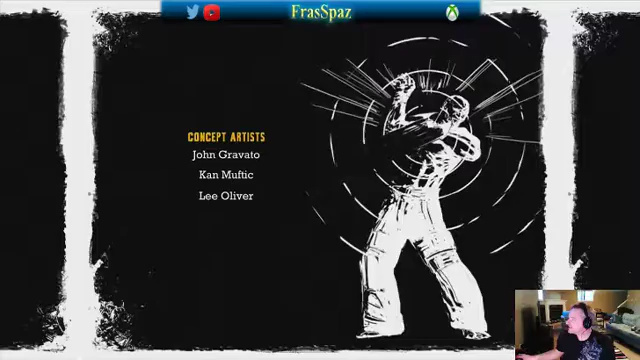 FrasSpaz
CONCEPT ARTISTS
John Gravato
Kan Muftic
Lee Oliver